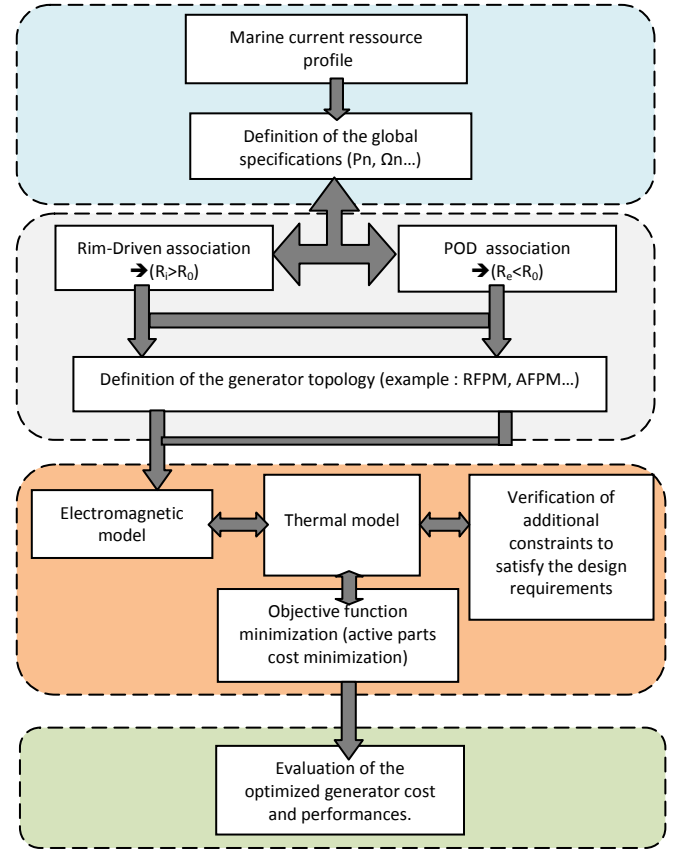 Marine current ressource
profile
Definition of the global
specifications (Pn, Ωn…)
Rim-Driven association
➔(Ri>R0)
POD association
➔(Re<R0)
Definition of the generator topology (example : RFPM, AFPM…)
Electromagnetic
model
Thermal model
Verification of
additional
constraints to
satisfy the design
requirements
Objective function
minimization (active parts
cost minimization)
Evaluation of the
optimized generator cost
and performances.